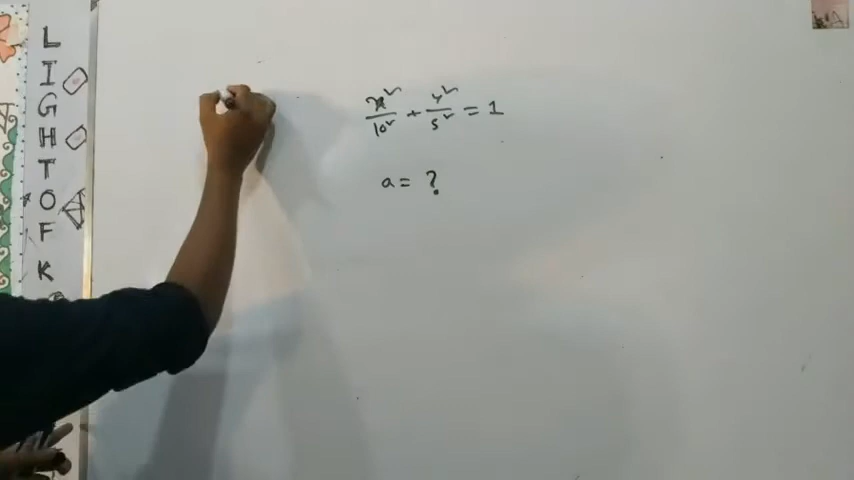 L
I
G
H
T
O
F
K
x²/10² + y²/5² = 1
a = ?